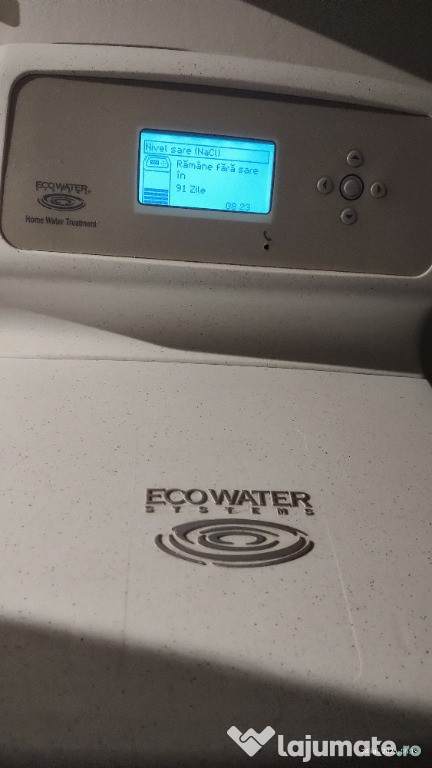 Nivel sare (NaCl)
Rămâne fără sare
în
91 Zile
08:23
ECOWATER
Home Water Treatment
ECOWATER
SYSTEMS
lajumate.ro